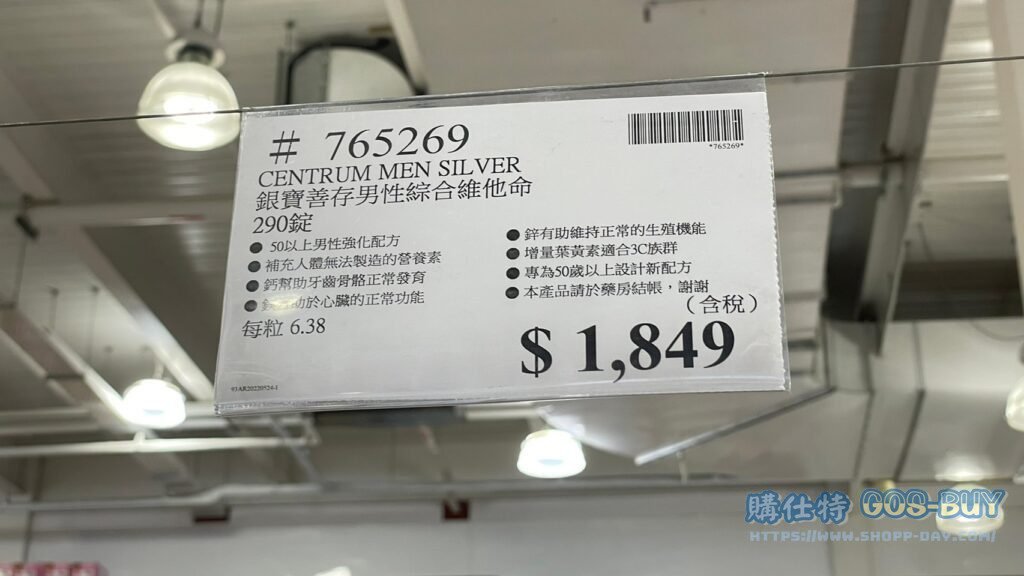 # 765269
*765269*
CENTRUM MEN SILVER
銀寶善存男性綜合維他命
290錠
● 50以上男性強化配方
● 補充人體無法製造的營養素
● 鈣幫助牙齒骨骼正常發育
● 助於心臟的正常功能
每粒 6.38
● 鋅有助維持正常的生殖機能
● 增量葉黃素適合3C族群
● 專為50歲以上設計新配方
● 本產品請於藥房結帳，謝謝
（含稅）
$ 1,849
購仕特 GOS-BUY
HTTPS://WWW.SHOPP-DAY.COM/